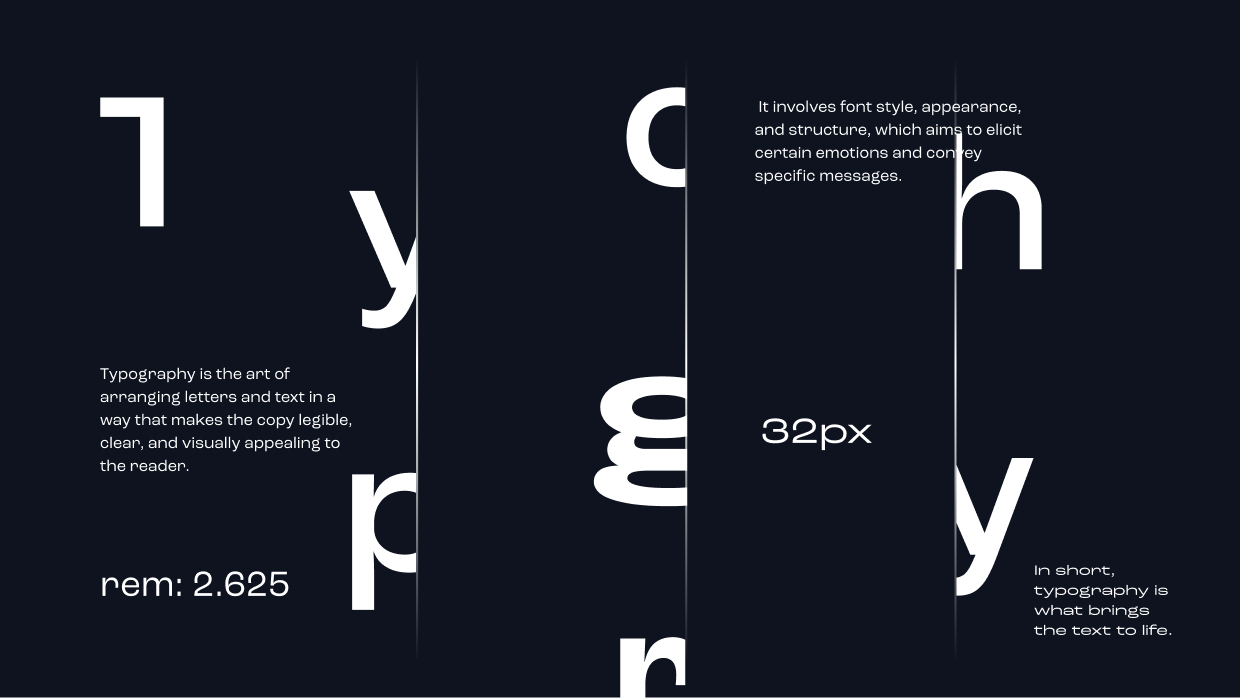 T
y
o
g
r
p
h
y
Typography is the art of
arranging letters and text in a
way that makes the copy legible,
clear, and visually appealing to
the reader.
rem: 2.625
It involves font style, appearance,
and structure, which aims to elicit
certain emotions and convey
specific messages.
32px
In short,
typography is
what brings
the text to life.